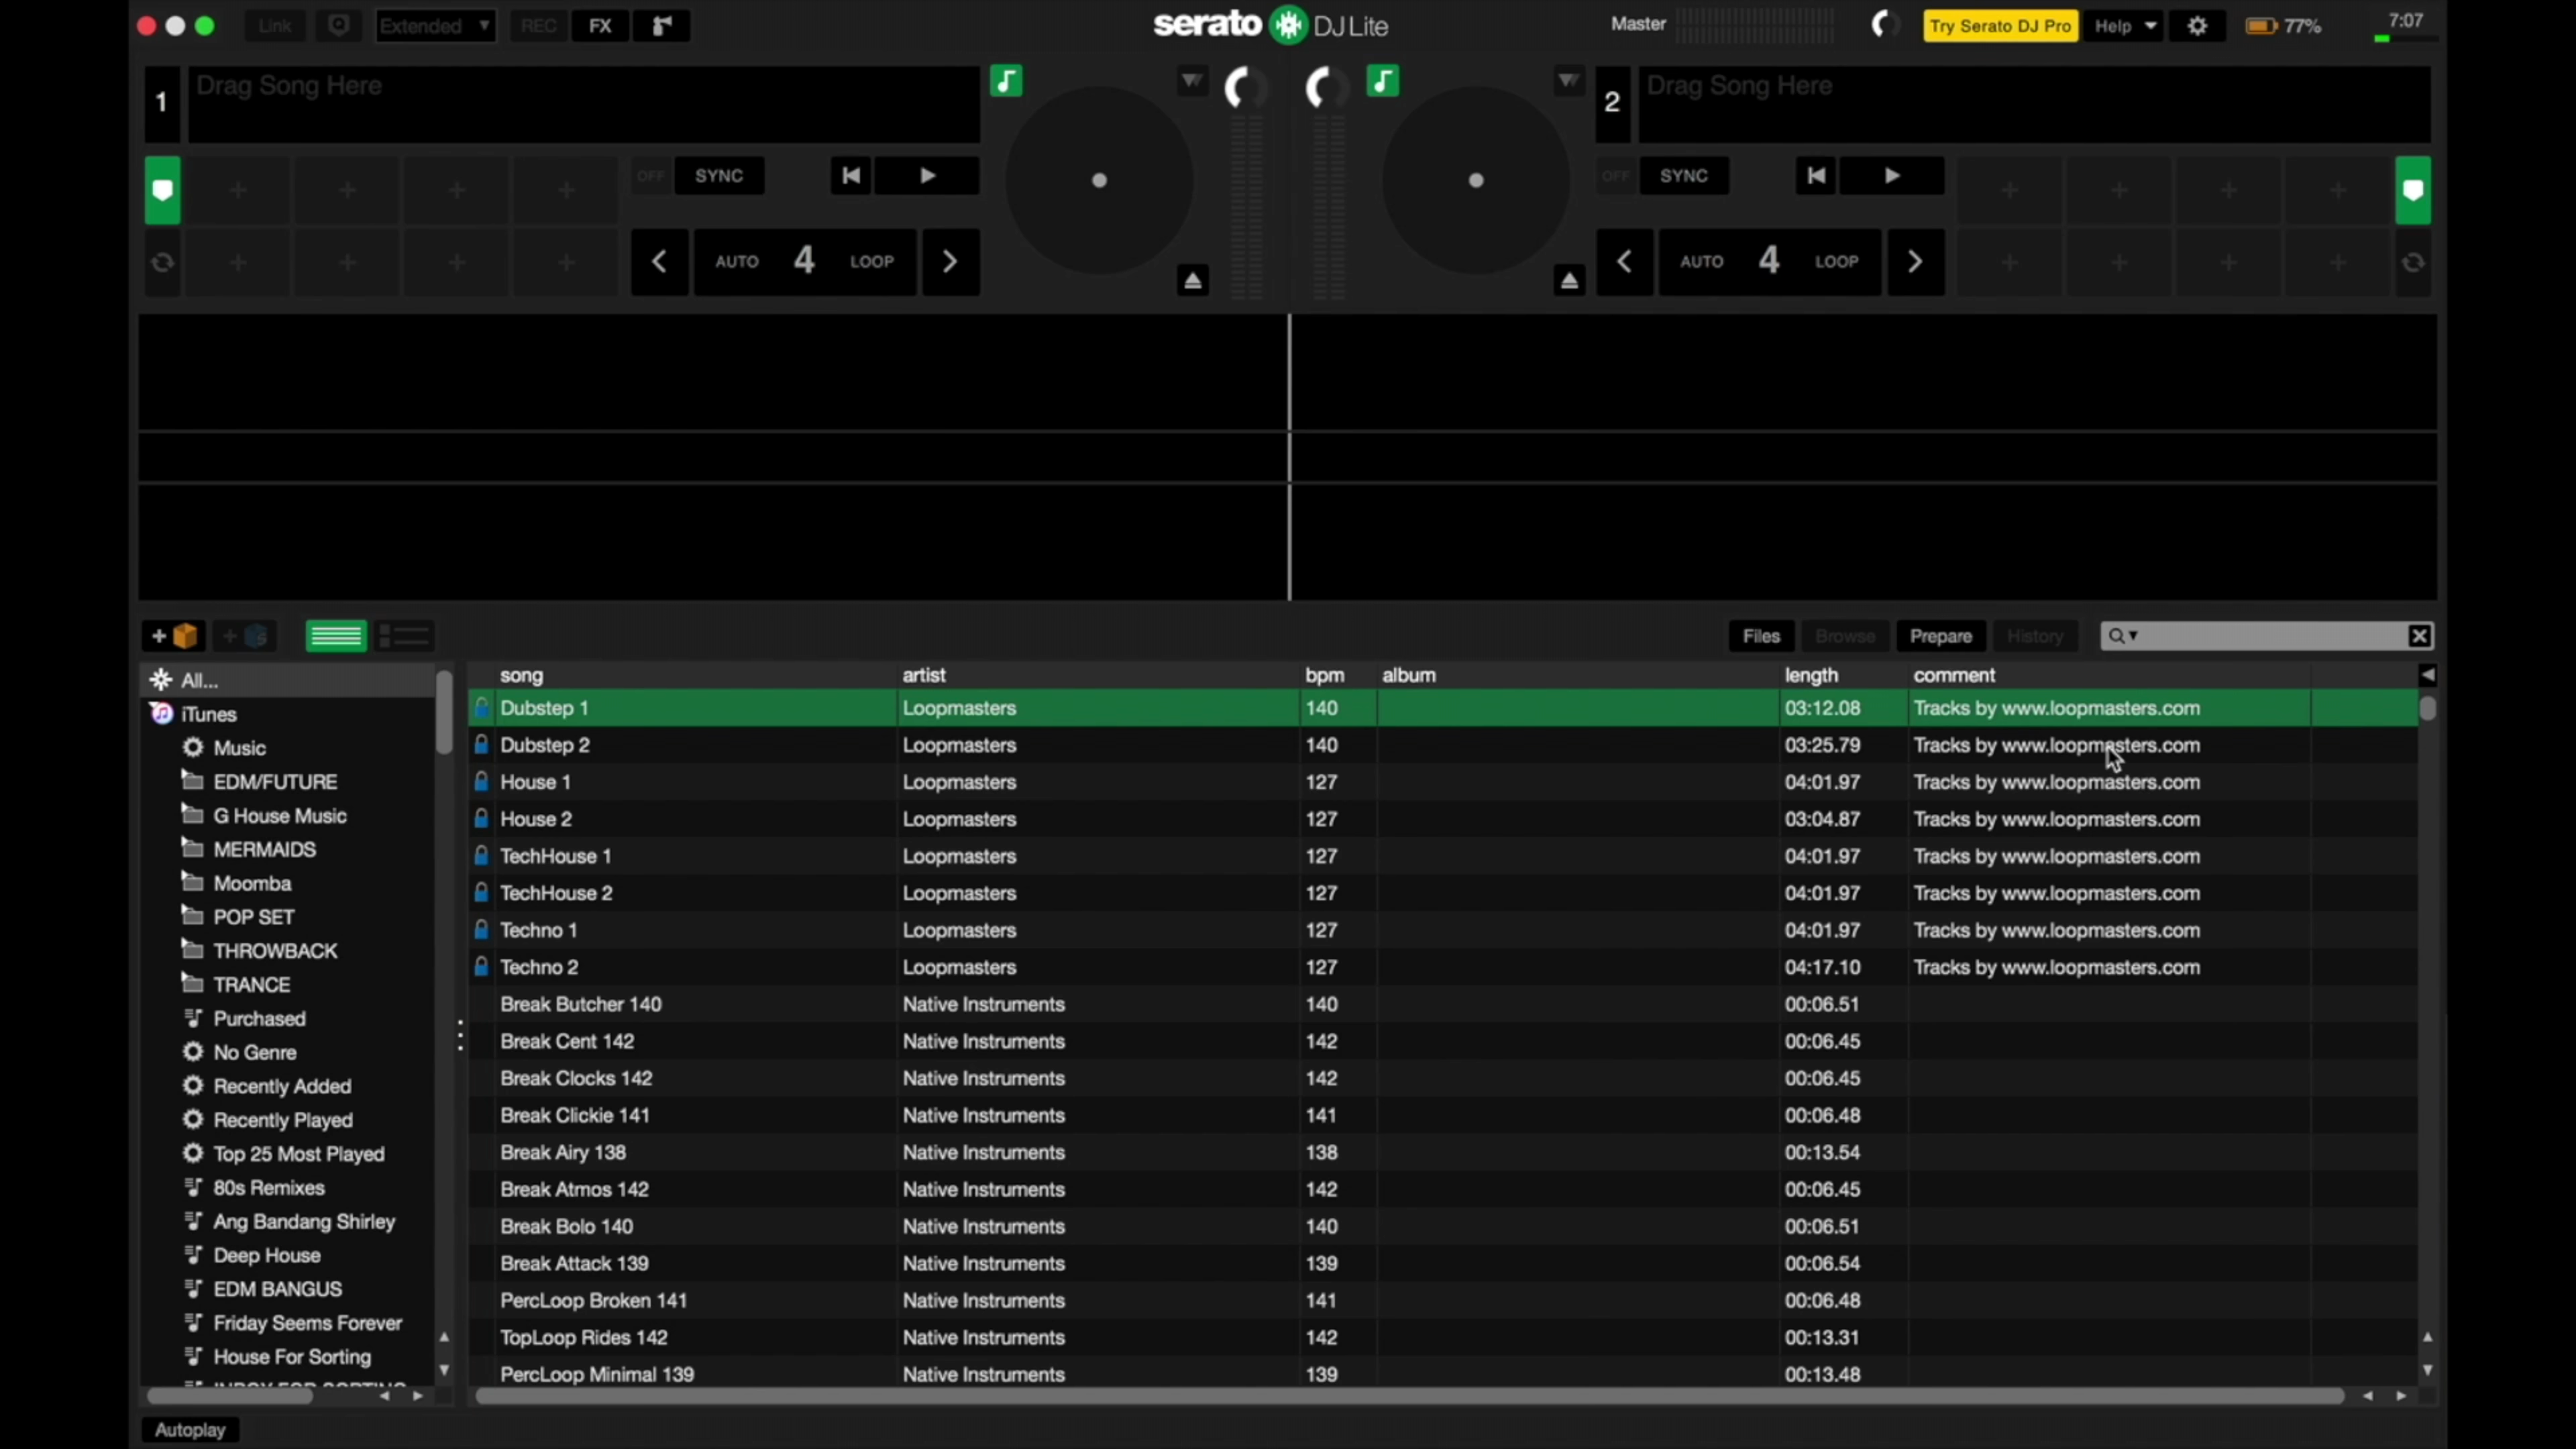 Link Extended REC FX serato DJ Lite Master Try Serato DJ Pro Help 77% 7:07
1 Drag Song Here 2 Drag Song Here
OFF SYNC OFF SYNC
AUTO 4 LOOP AUTO 4 LOOP
Files Browse Prepare History
All...
iTunes
Music
EDM/FUTURE
G House Music
MERMAIDS
Moomba
POP SET
THROWBACK
TRANCE
Purchased
No Genre
Recently Added
Recently Played
Top 25 Most Played
80s Remixes
Ang Bandang Shirley
Deep House
EDM BANGUS
Friday Seems Forever
House For Sorting
song artist bpm album length comment
Dubstep 1 Loopmasters 140 03:12.08 Tracks by www.loopmasters.com
Dubstep 2 Loopmasters 140 03:25.79 Tracks by www.loopmasters.com
House 1 Loopmasters 127 04:01.97 Tracks by www.loopmasters.com
House 2 Loopmasters 127 03:04.87 Tracks by www.loopmasters.com
TechHouse 1 Loopmasters 127 04:01.97 Tracks by www.loopmasters.com
TechHouse 2 Loopmasters 127 04:01.97 Tracks by www.loopmasters.com
Techno 1 Loopmasters 127 04:01.97 Tracks by www.loopmasters.com
Techno 2 Loopmasters 127 04:17.10 Tracks by www.loopmasters.com
Break Butcher 140 Native Instruments 140 00:06.51
Break Cent 142 Native Instruments 142 00:06.45
Break Clocks 142 Native Instruments 142 00:06.45
Break Clickie 141 Native Instruments 141 00:06.48
Break Airy 138 Native Instruments 138 00:13.54
Break Atmos 142 Native Instruments 142 00:06.45
Break Bolo 140 Native Instruments 140 00:06.51
Break Attack 139 Native Instruments 139 00:06.54
PercLoop Broken 141 Native Instruments 141 00:06.48
TopLoop Rides 142 Native Instruments 142 00:13.31
PercLoop Minimal 139 Native Instruments 139 00:13.48
Autoplay